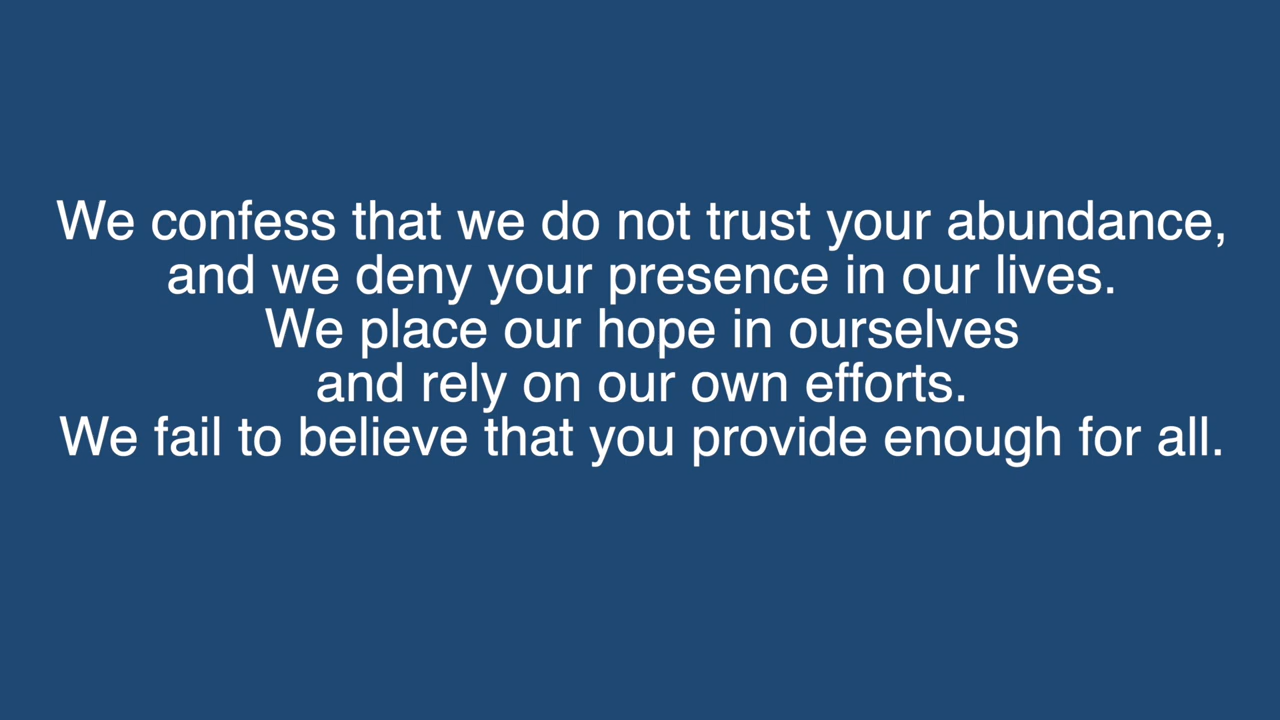 We confess that we do not trust your abundance,
and we deny your presence in our lives.
We place our hope in ourselves
and rely on our own efforts.
We fail to believe that you provide enough for all.